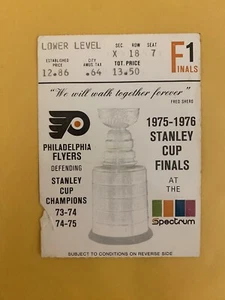 LOWER LEVEL
SEC ROW SEAT
X 18 7
F1
FINALS
ESTABLISHED PRICE CITY AMUS TAX TOT. PRICE
12.86 .64 13.50
"We will walk together forever"
FRED SHERO
PHILADELPHIA
FLYERS
DEFENDING
STANLEY
CUP
CHAMPIONS
73-74
74-75
1975-1976
STANLEY
CUP
FINALS
AT
THE
Spectrum
SUBJECT TO CONDITIONS ON REVERSE SIDE